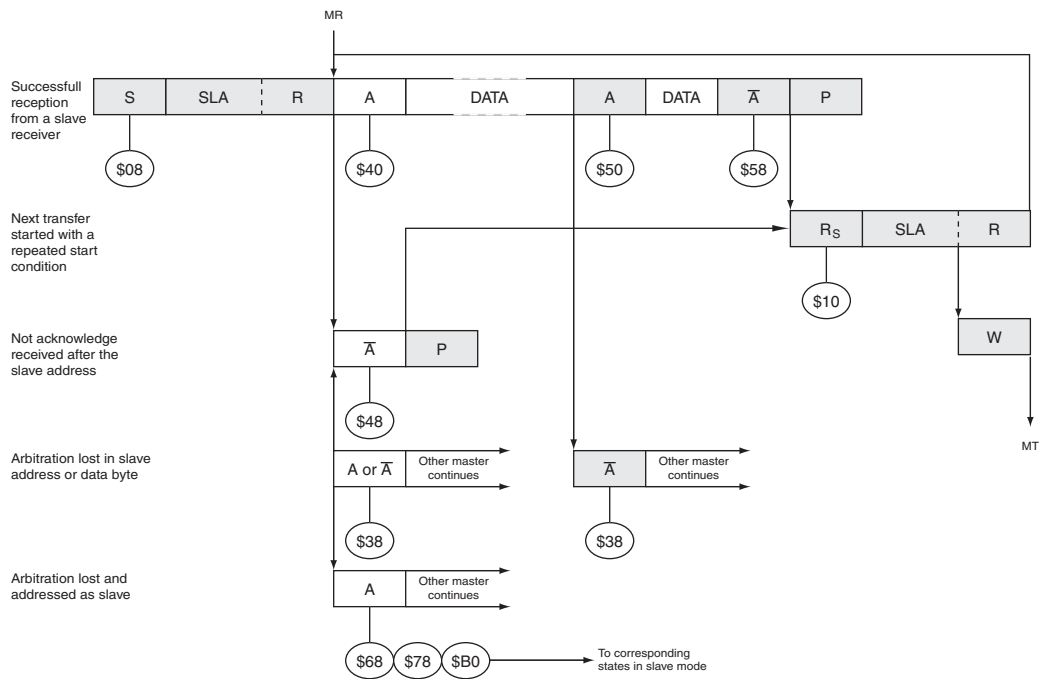 MR
Successfull
reception
from a slave
receiver
S SLA R A DATA A DATA A̅ P
$08 $40 $50 $58
Next transfer
started with a
repeated start
condition
RS SLA R
$10
W
MT
Not acknowledge
received after the
slave address
A̅ P
$48
Arbitration lost in slave
address or data byte
A or A̅
Other master
continues
A̅
Other master
continues
$38 $38
Arbitration lost and
addressed as slave
A
Other master
continues
$68 $78 $B0
To corresponding
states in slave mode